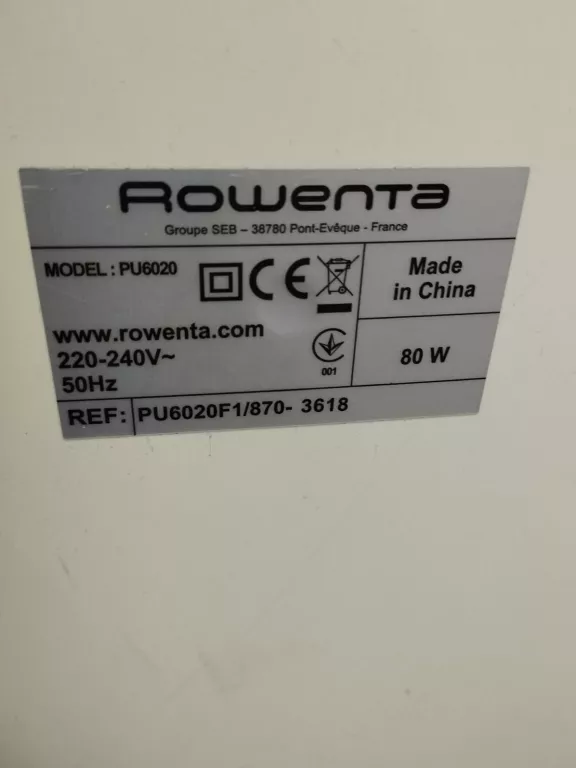 Rowenta
Groupe SEB – 38780 Pont-Evêque - France
MODEL: PU6020
CE
Made
in China
www.rowenta.com
220-240V~
50Hz
001
80 W
REF: PU6020F1/870- 3618